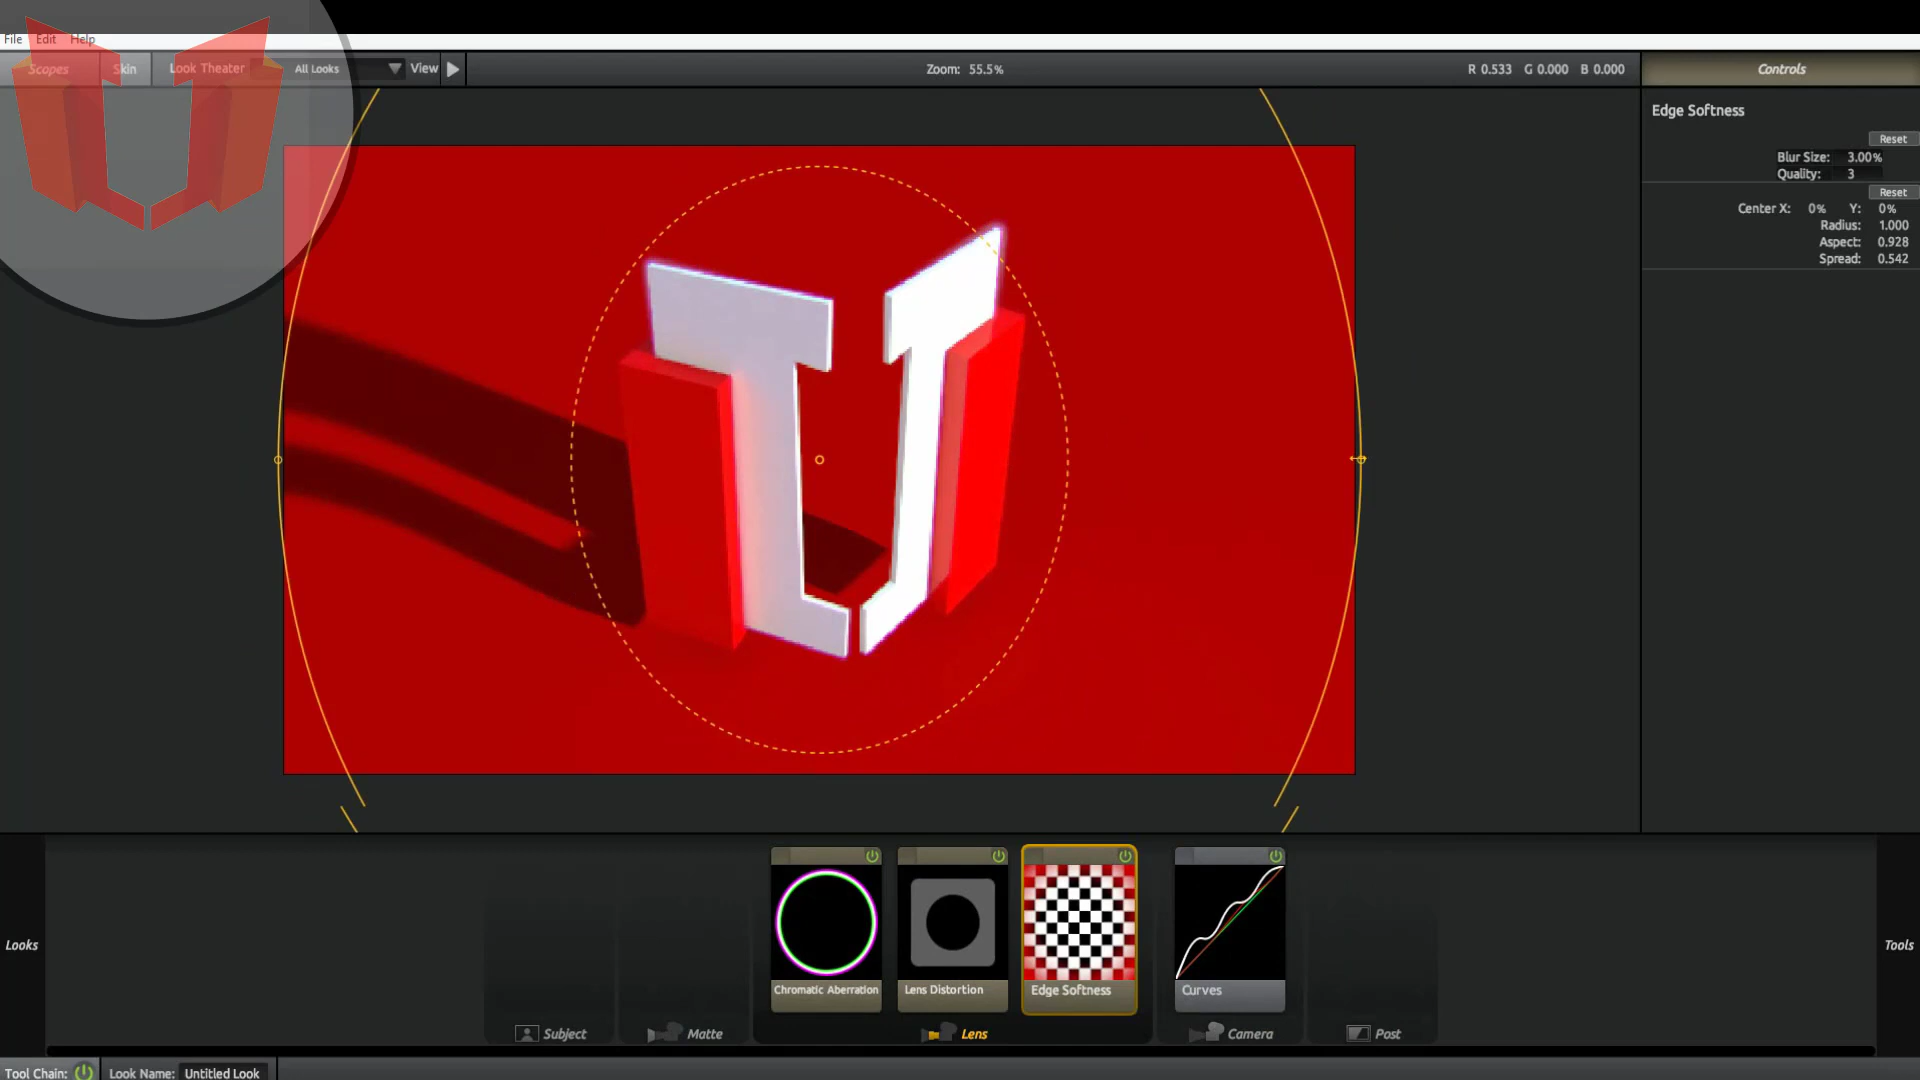 File Edit Help
Scopes Skin Look Theater All Looks View Zoom: 55.5% R 0.533 G 0.000 B 0.000 Controls
Edge Softness
Reset
Blur Size: 3.00%
Quality: 3
Reset
Center X: 0% Y: 0%
Radius: 1.000
Aspect: 0.928
Spread: 0.542
Looks
Chromatic Aberration Lens Distortion Edge Softness Curves
Tools
Subject Matte Lens Camera Post
Tool Chain: Look Name: Untitled Look